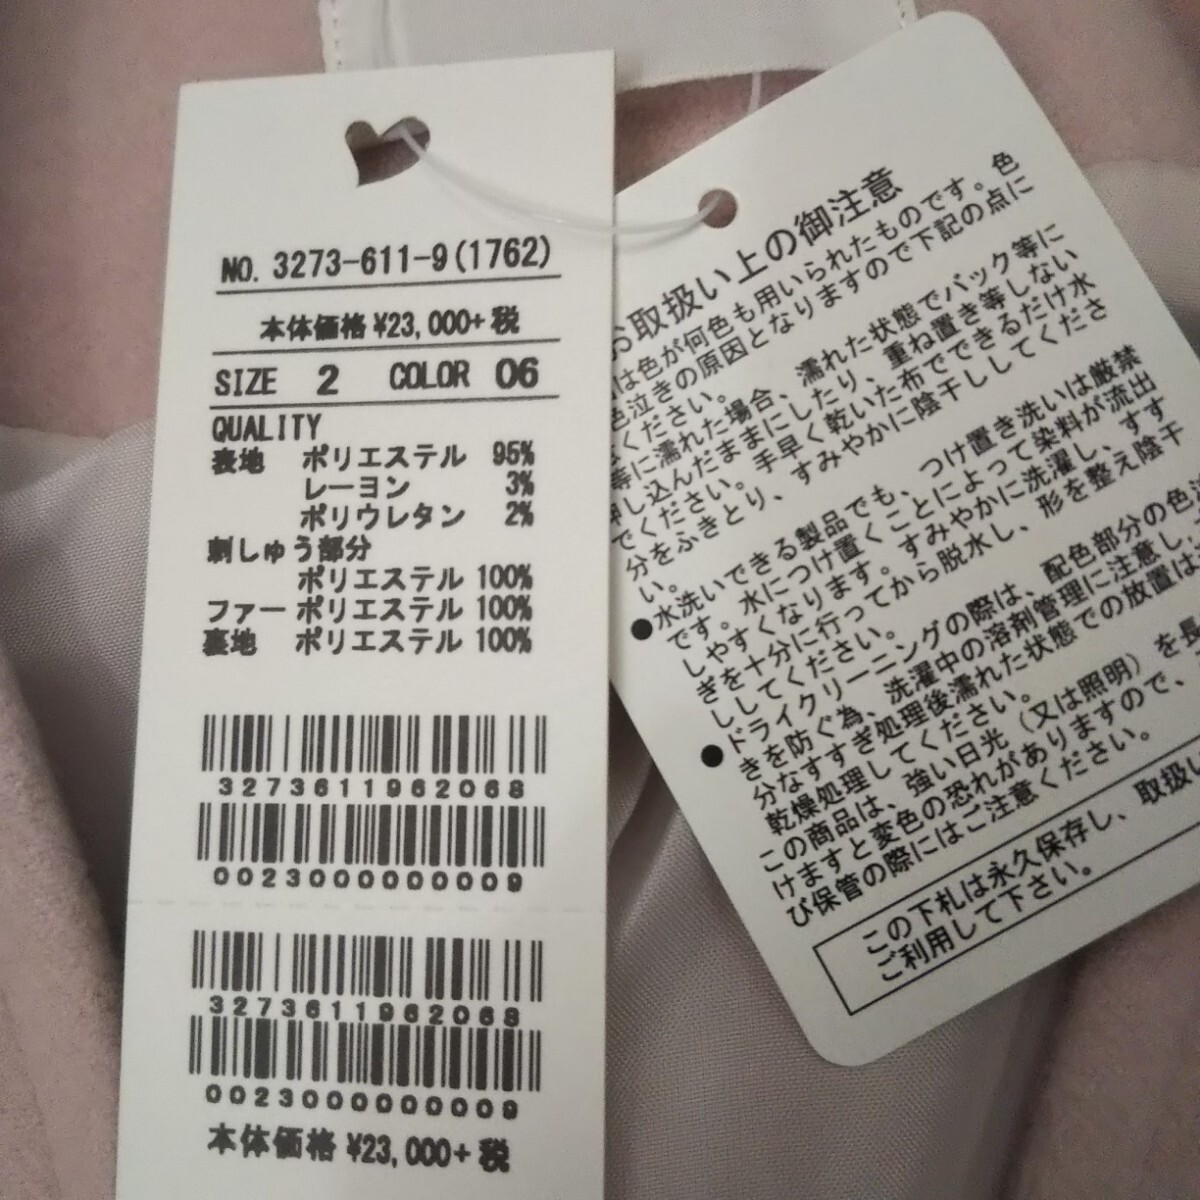 NO. 3273-611-9(1762)
本体価格 ¥23,000+ 税
SIZE 2 COLOR 06
QUALITY
表地 ポリエステル 95%
レーヨン 3%
ポリウレタン 2%
刺しゅう部分
ポリエステル 100%
ファー ポリエステル 100%
裏地 ポリエステル 100%
3273611962068
0023000000009
3273611962068
0023000000009
本体価格 ¥23,000+ 税
お取扱い上の御注意
は色が何色も用いられたものです。色
色泣きの原因となりますので下記の点に
ください。
等に濡れた場合、濡れた状態でバック等に
押し込んだままにしたり、重ね置き等しない
でください。手早く乾いた布でできるだけ水
分をふきとり、すみやかに陰干ししてくださ
い。
●水洗いできる製品でも、つけ置き洗いは厳禁
です。水につけ置くことによって染料が流出
しやすくなります。すみやかに洗濯し、すす
ぎを十分に行ってから脱水し、形を整え陰干
ししてください。
●ドライクリーニングの際は、配色部分の色泣
きを防ぐ為、洗濯中の溶剤管理に注意し、
分なすすぎ処理後濡れた状態での放置は
乾燥処理してください。
この商品は、強い日光（又は照明）を長
けますと変色の恐れがありますので、
び保管の際にはご注意ください。
この下札は永久保存し、取扱い
ご利用して下さい。